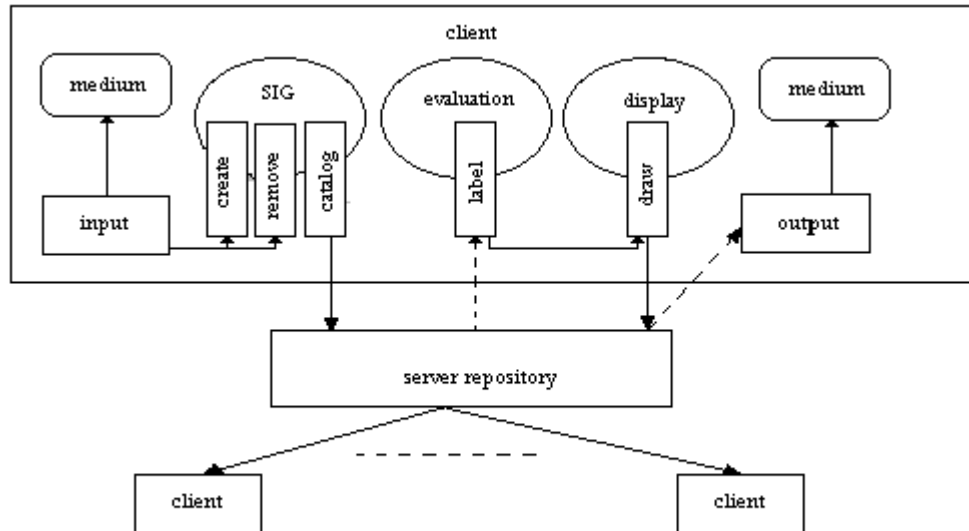 client
medium
SIG
evaluation
display
medium
create
remove
catalog
label
draw
input
output
server repository
client
client